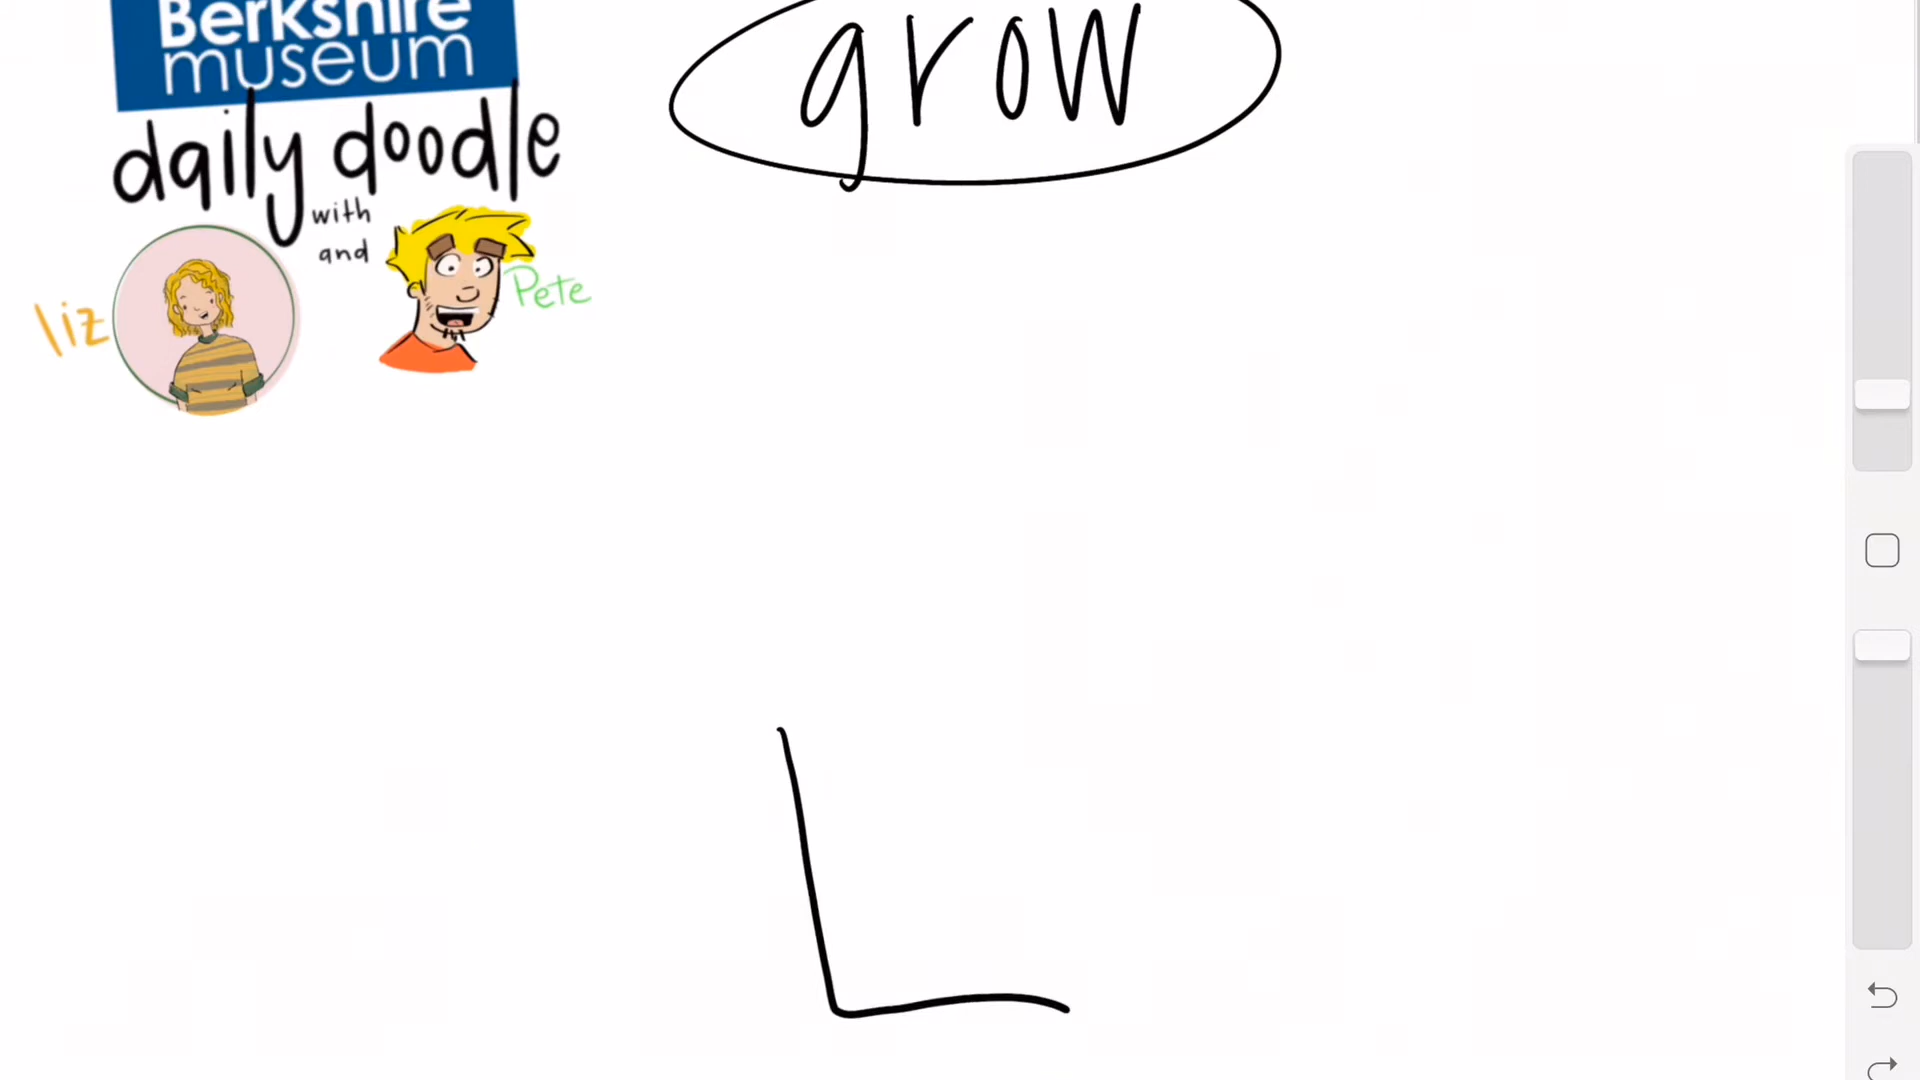 Berkshire
museum
daily doodle
with
and
liz
Pete
grow